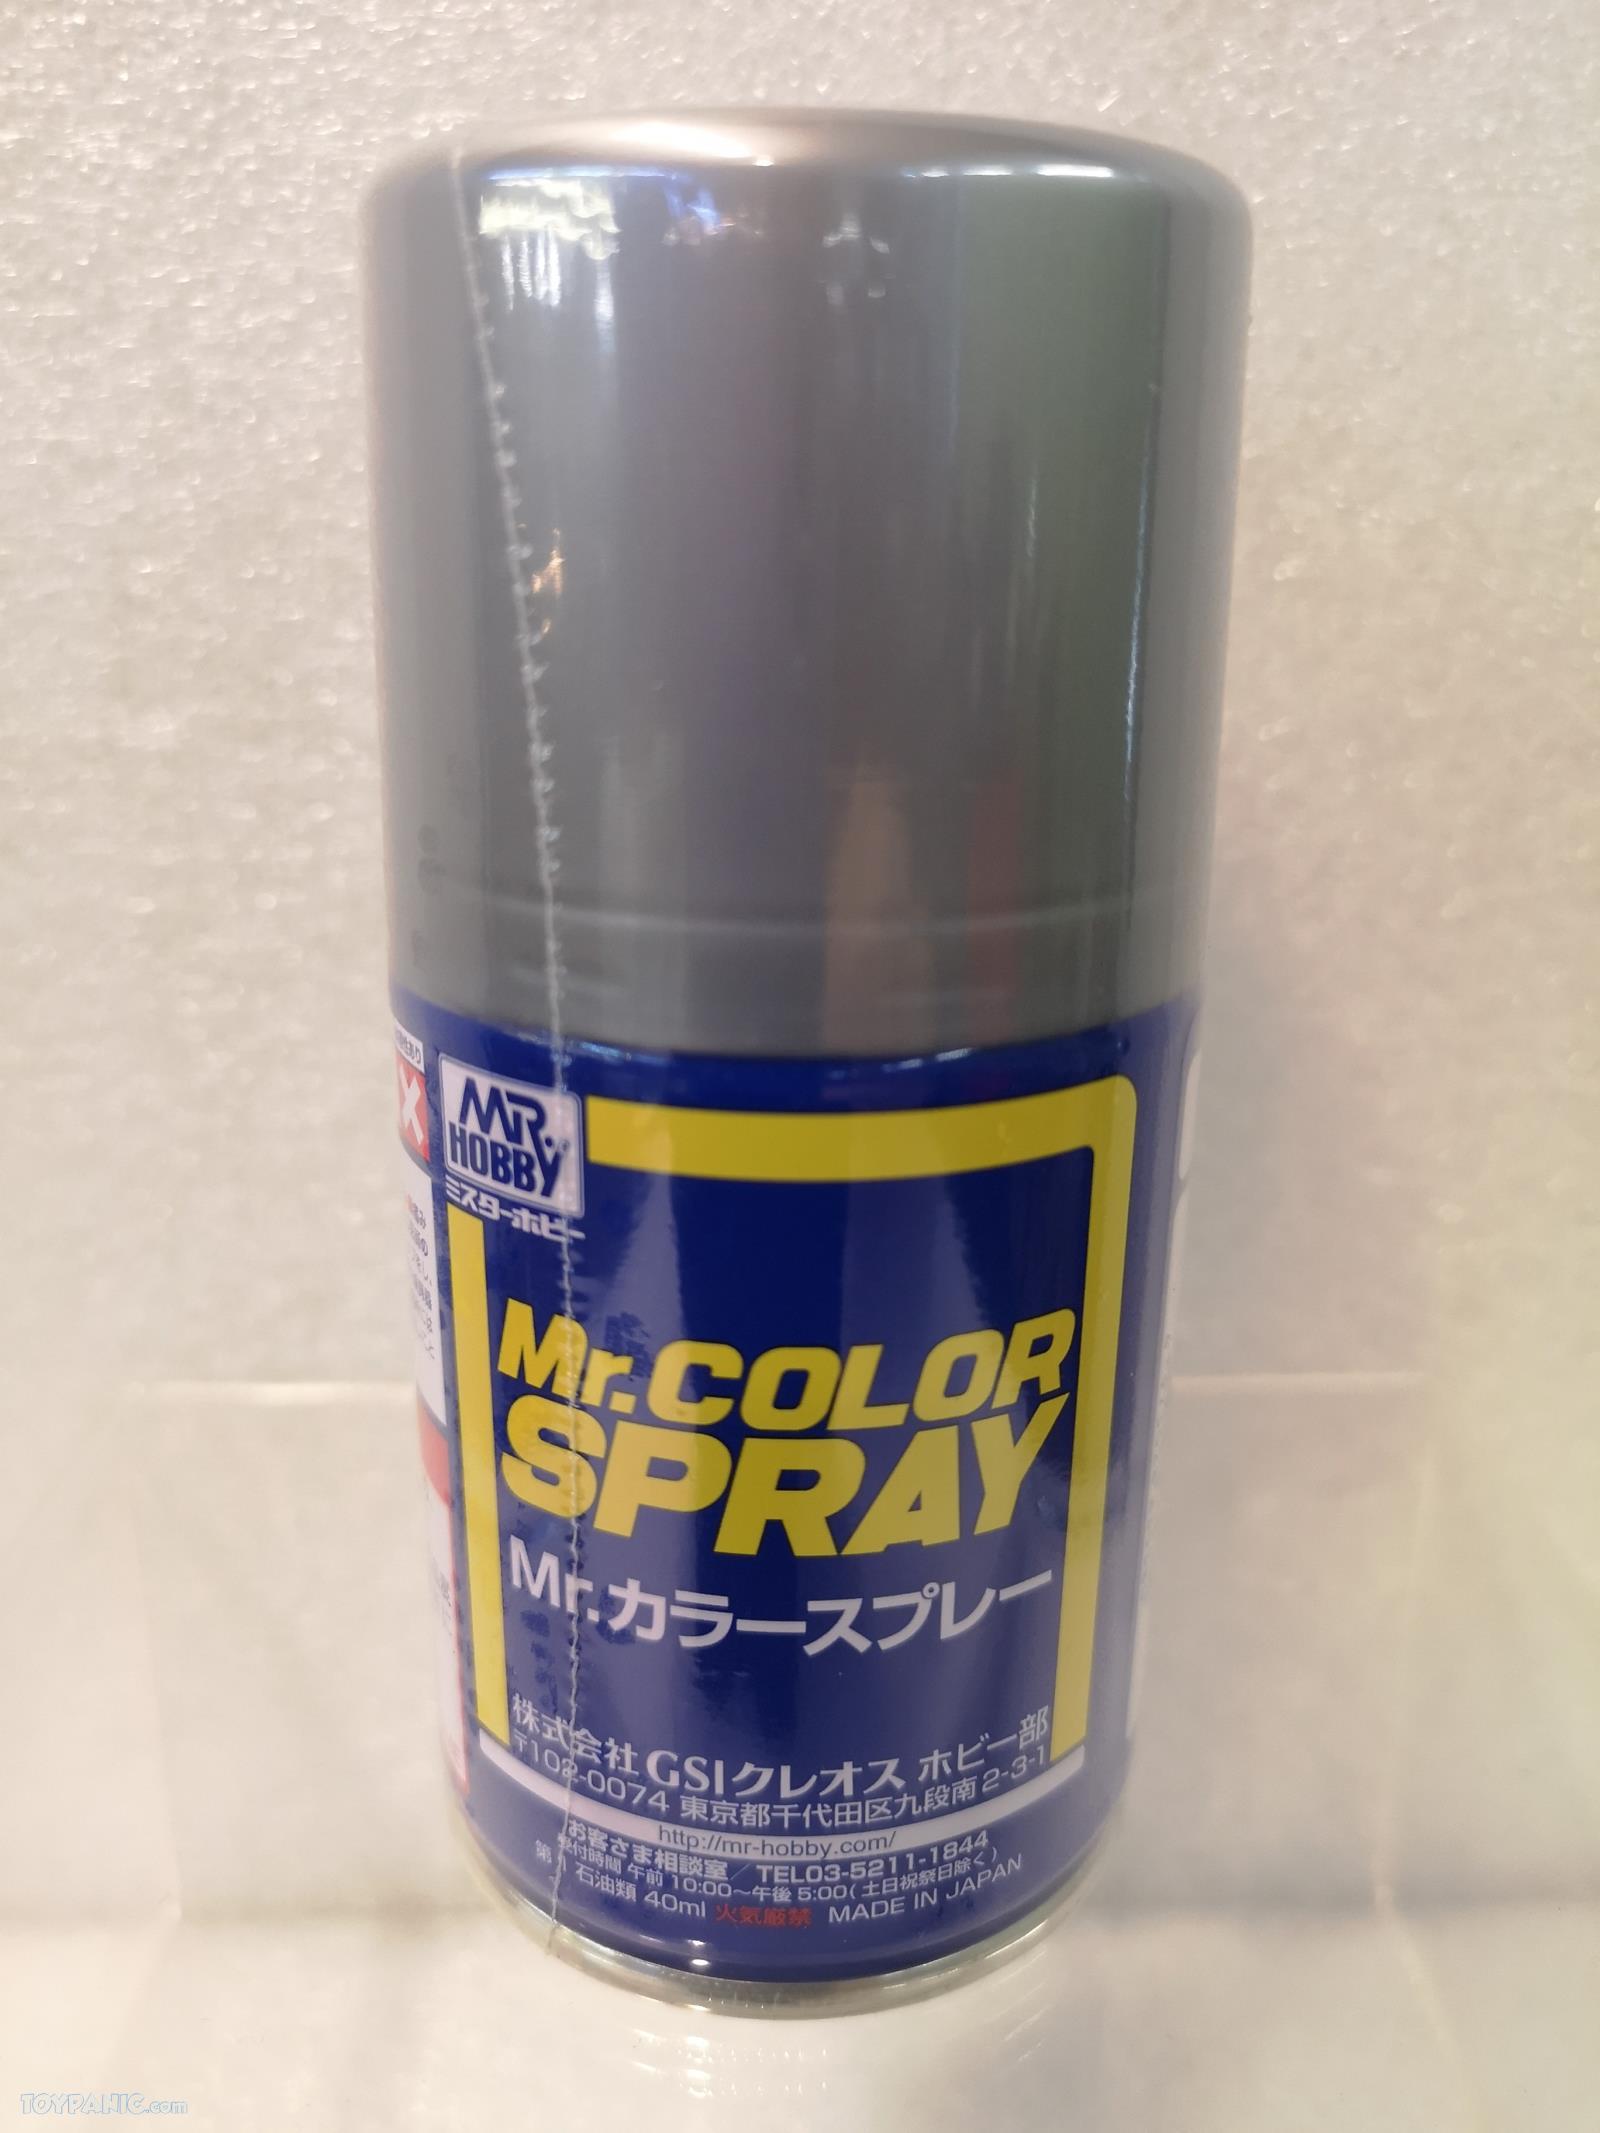 MR.
HOBBY
ミスターホビー
Mr.COLOR
SPRAY
Mr.カラースプレー
株式会社 GSIクレオス ホビー部
〒102-0074 東京都千代田区九段南2-3-1
http://mr-hobby.com/
お客さま相談室／TEL03-5211-1844
受付時間 午前10:00〜午後5:00(土日祝祭日除く)
石油類 40ml 火気厳禁 MADE IN JAPAN
TOYPANIC.com